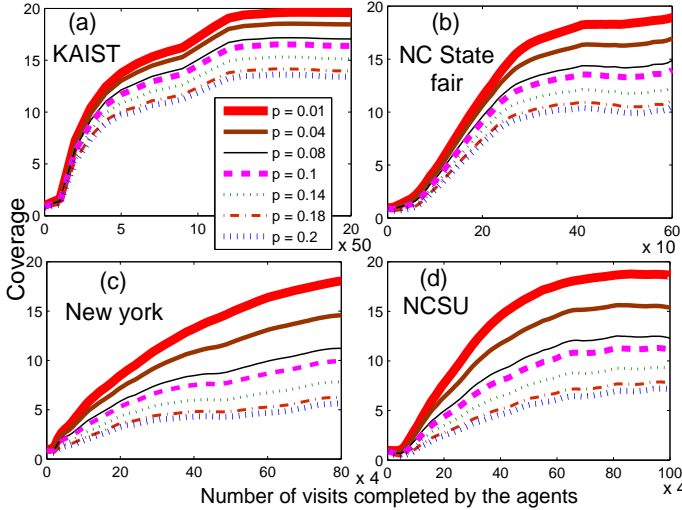 20
15
10
5
0
(a)
KAIST
0
5
10
20
x 50
p = 0.01
p = 0.04
p = 0.08
p = 0.1
p = 0.14
p = 0.18
p = 0.2
20
15
10
5
0
(b)
NC State
fair
0
20
40
60
x 10
Coverage
20
15
10
5
0
(c)
New york
0
20
40
60
80
x 4
20
15
10
5
0
(d)
NCSU
0
20
40
60
80
100
x 4
Number of visits completed by the agents